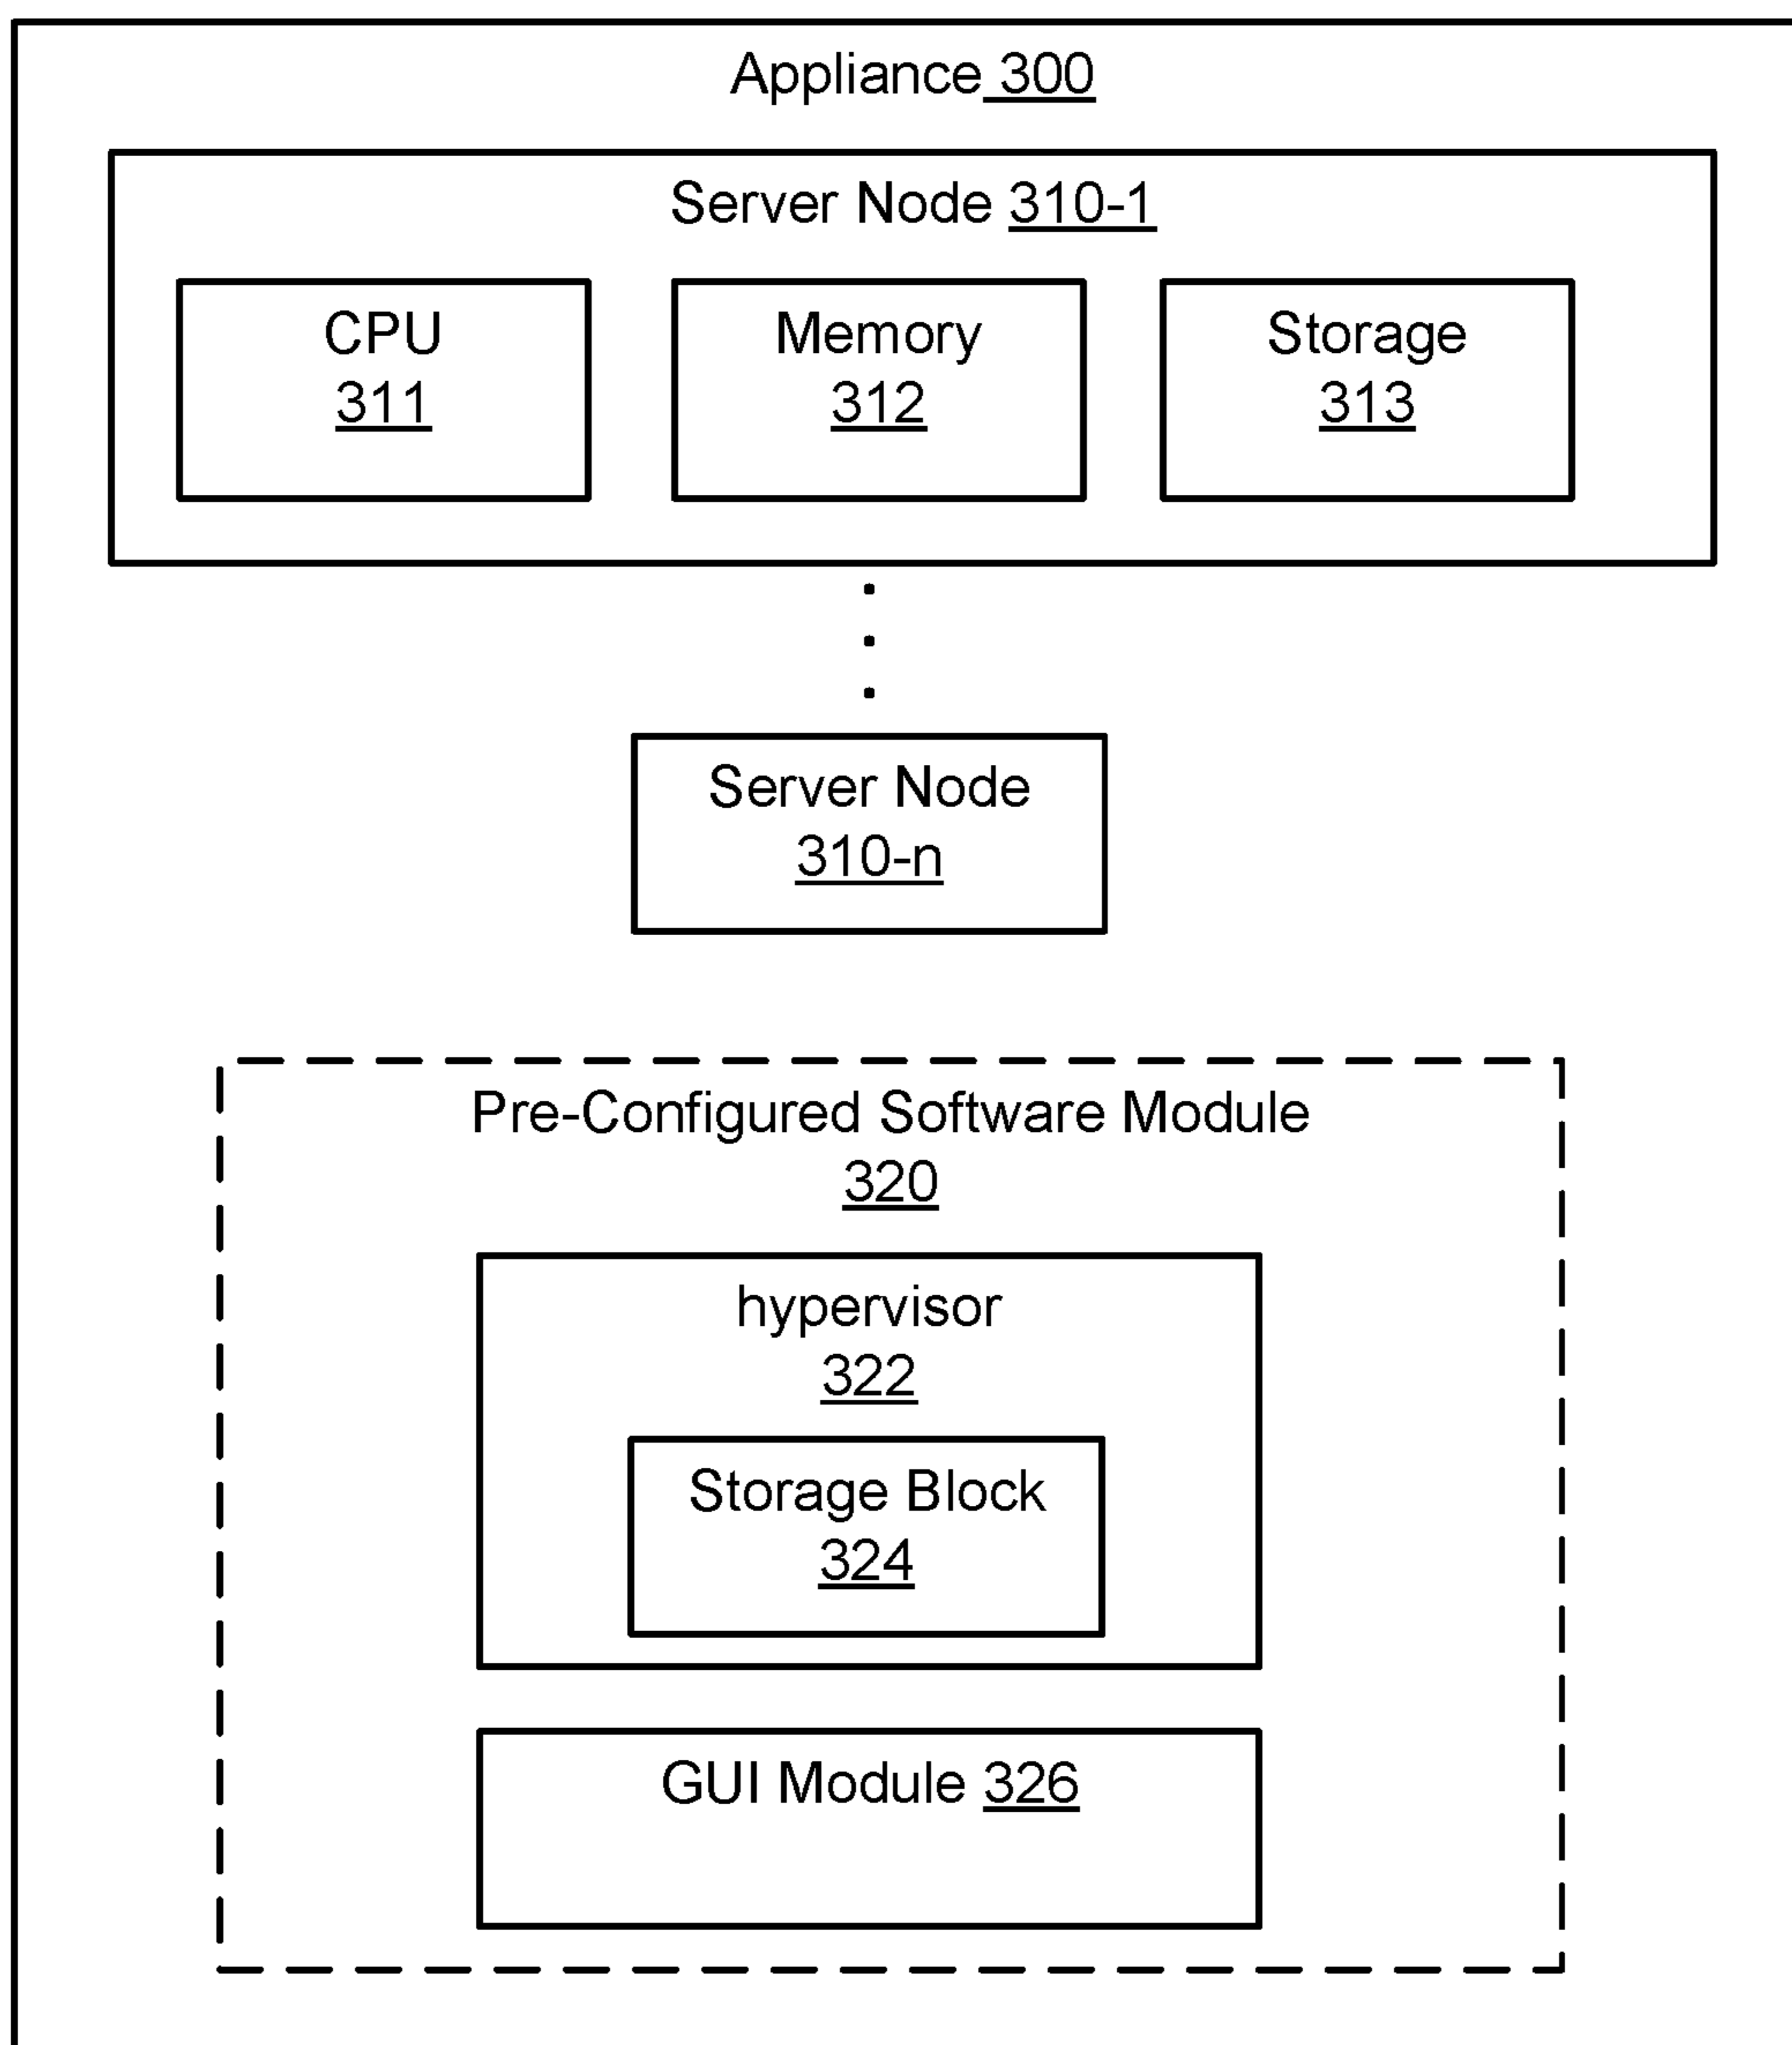 Appliance 300
Server Node 310-1
CPU
311
Memory
312
Storage
313
Server Node
310-n
Pre-Configured Software Module
320
hypervisor
322
Storage Block
324
GUI Module 326